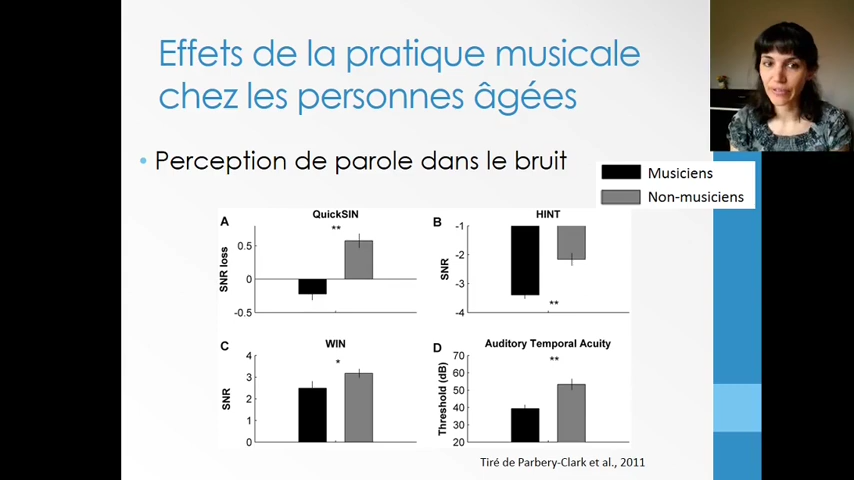 Effets de la pratique musicale
chez les personnes âgées
• Perception de parole dans le bruit
Musiciens
Non-musiciens
A
QuickSIN
**
SNR loss
0.5
0
-0.5
B
HINT
SNR
-1
-2
-3
-4
**
C
WIN
*
SNR
4
3
2
1
0
D
Auditory Temporal Acuity
**
Threshold (dB)
70
60
50
40
30
20
Tiré de Parbery-Clark et al., 2011